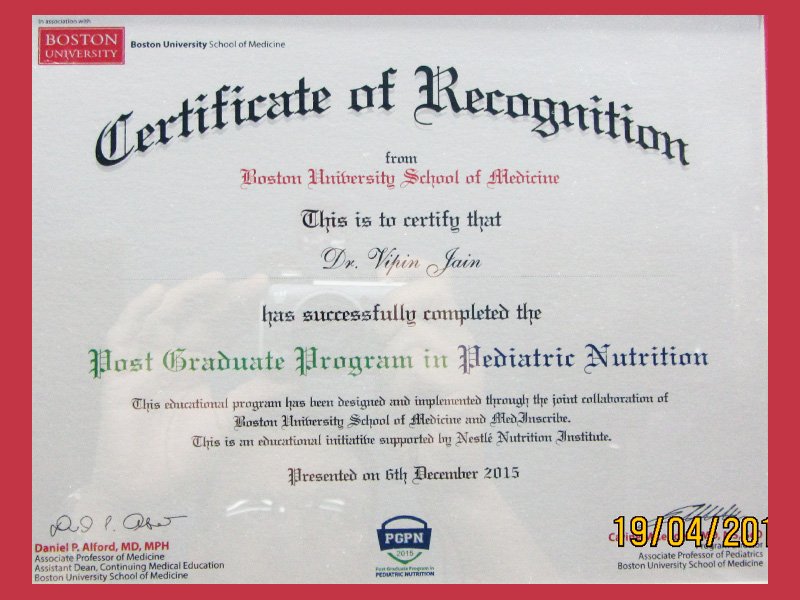 In association with
BOSTON
UNIVERSITY
Boston University School of Medicine
Certificate of Recognition
from
Boston University School of Medicine
This is to certify that
Dr. Vipin Jain
has successfully completed the
Post Graduate Program in Pediatric Nutrition
This educational program has been designed and implemented through the joint collaboration of
Boston University School of Medicine and MedInscribe.
This is an educational initiative supported by Nestlé Nutrition Institute.
Presented on 6th December 2015
Daniel P. Alford, MD, MPH
Associate Professor of Medicine
Assistant Dean, Continuing Medical Education
Boston University School of Medicine
PGPN
2015
Post Graduate Program in
PEDIATRIC NUTRITION
19/04/201
Associate Professor of Pediatrics
Boston University School of Medicine